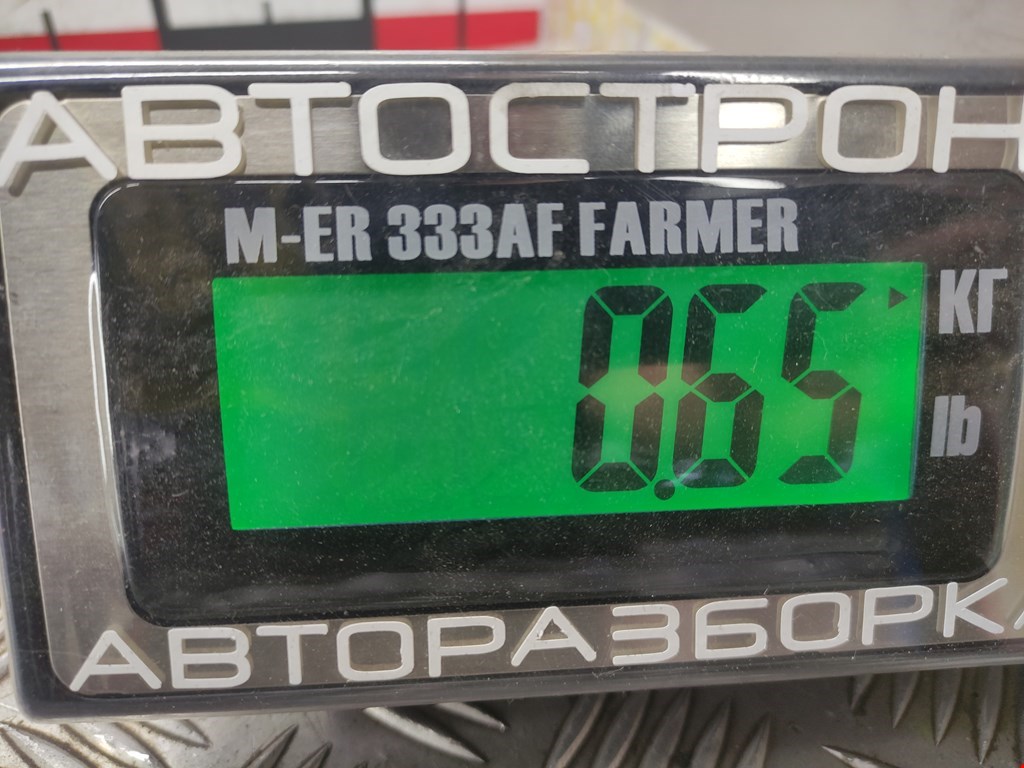 АВТОСТРОН
M-ER 333AF FARMER
0.65
КГ
lb
АВТОРАЗБОРКА